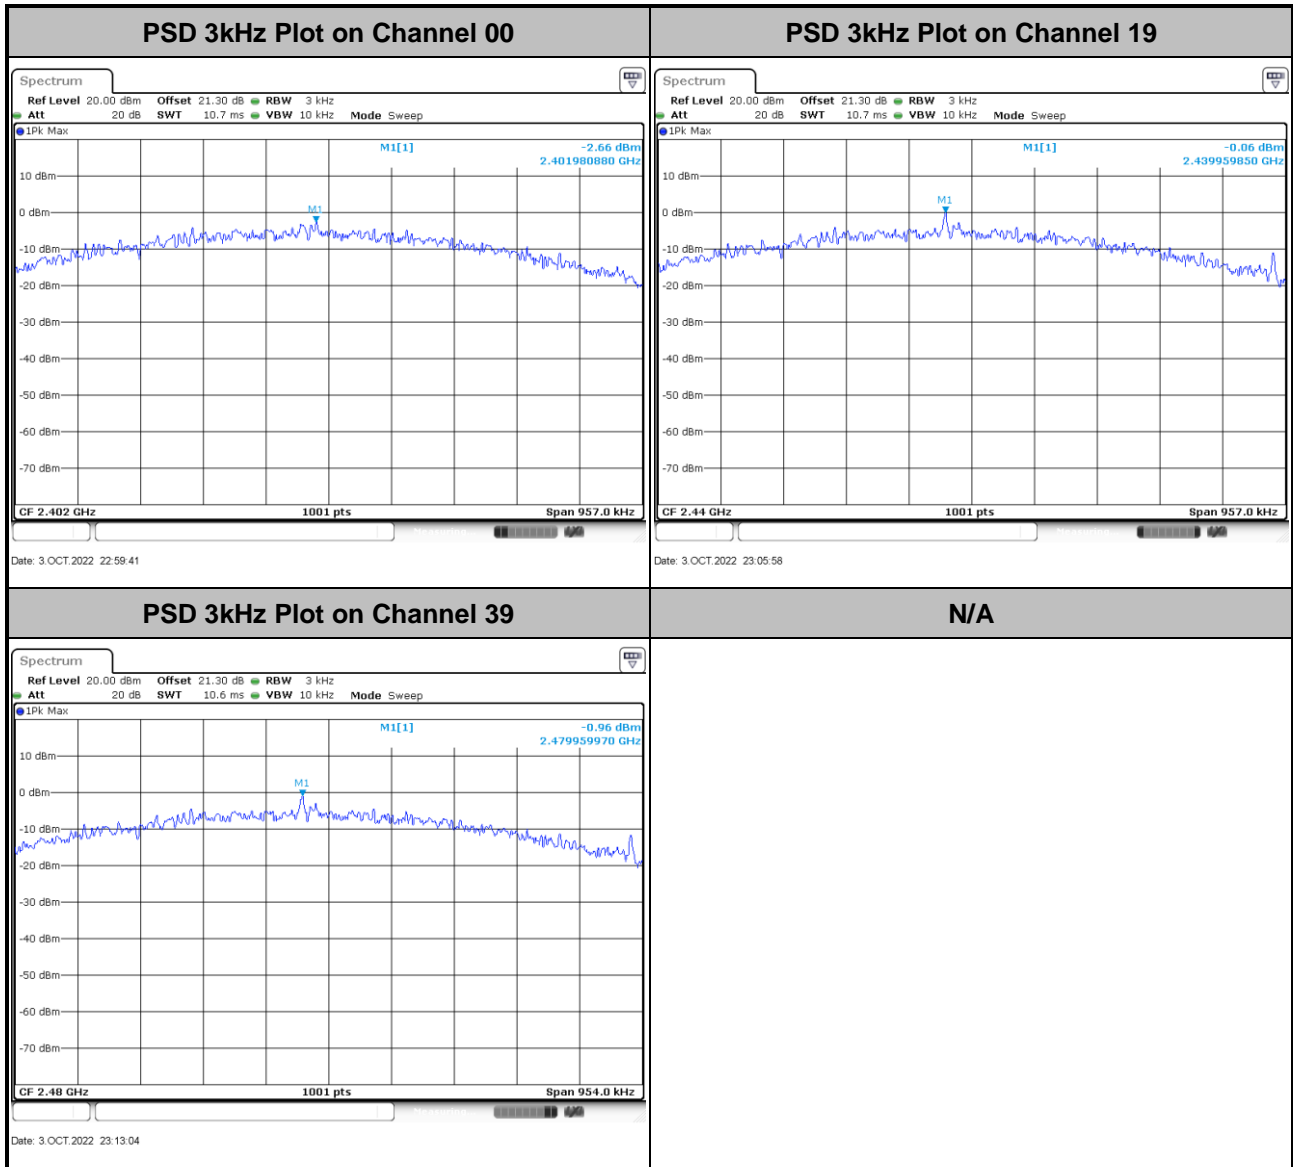 PSD 3kHz Plot on Channel 00
Spectrum
Ref Level 20.00 dBm Offset 21.30 dB RBW 3 kHz
Att 20 dB SWT 10.7 ms VBW 10 kHz Mode Sweep
1Pk Max
M1[1] -2.66 dBm
2.401980880 GHz
10 dBm
M1
0 dBm
-10 dBm
-20 dBm
-30 dBm
-40 dBm
-50 dBm
-60 dBm
-70 dBm
CF 2.402 GHz 1001 pts Span 957.0 kHz
Measuring...
Date: 3.OCT.2022 22:59:41
PSD 3kHz Plot on Channel 19
Spectrum
Ref Level 20.00 dBm Offset 21.30 dB RBW 3 kHz
Att 20 dB SWT 10.7 ms VBW 10 kHz Mode Sweep
1Pk Max
M1[1] -0.06 dBm
2.439959850 GHz
10 dBm
M1
0 dBm
-10 dBm
-20 dBm
-30 dBm
-40 dBm
-50 dBm
-60 dBm
-70 dBm
CF 2.44 GHz 1001 pts Span 957.0 kHz
Measuring...
Date: 3.OCT.2022 23:05:58
PSD 3kHz Plot on Channel 39
Spectrum
Ref Level 20.00 dBm Offset 21.30 dB RBW 3 kHz
Att 20 dB SWT 10.6 ms VBW 10 kHz Mode Sweep
1Pk Max
M1[1] -0.96 dBm
2.479959970 GHz
10 dBm
M1
0 dBm
-10 dBm
-20 dBm
-30 dBm
-40 dBm
-50 dBm
-60 dBm
-70 dBm
CF 2.48 GHz 1001 pts Span 954.0 kHz
Measuring...
Date: 3.OCT.2022 23:13:04
N/A